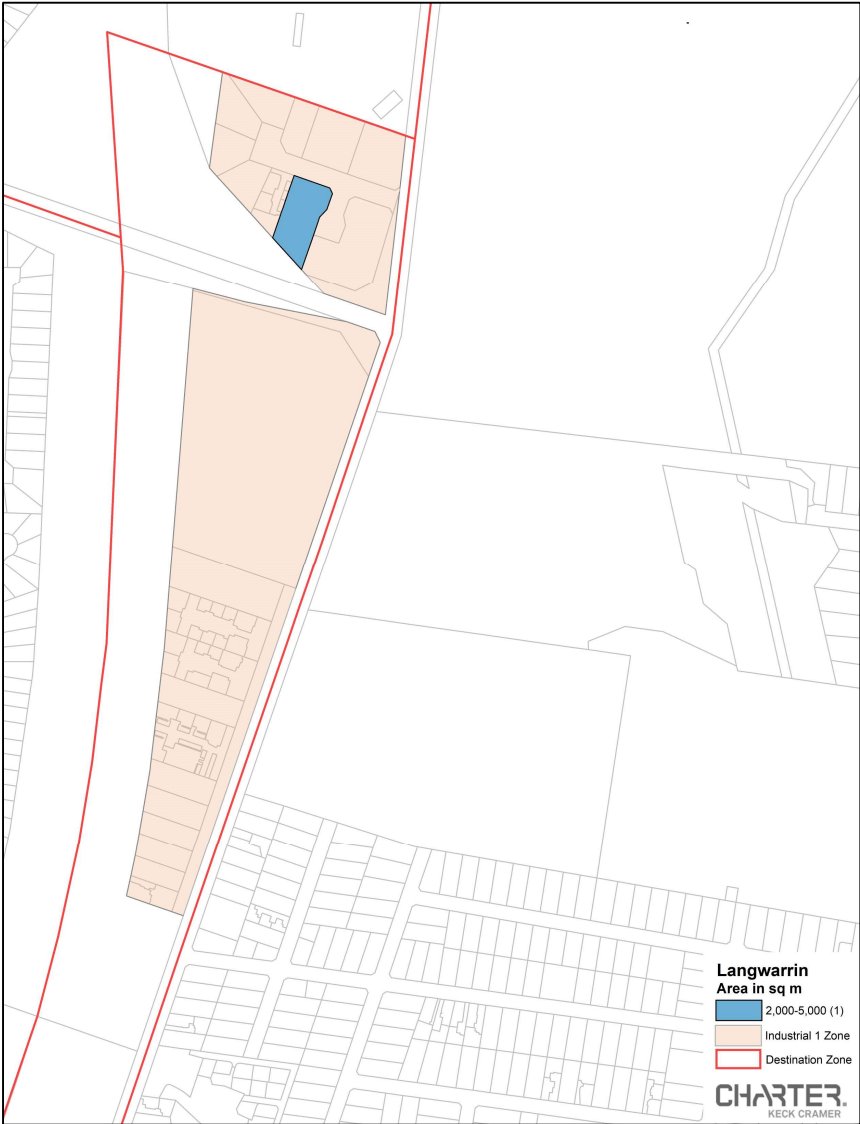 Langwarrin
Area in sq m
2,000-5,000 (1)
Industrial 1 Zone
Destination Zone
CHARTER.
KECK CRAMER